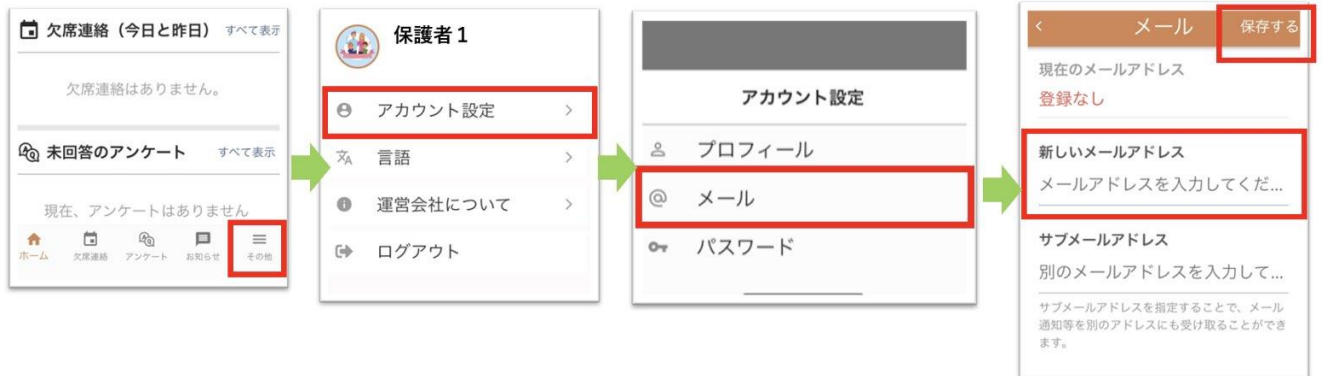 欠席連絡（今日と昨日） すべて表示
欠席連絡はありません。
未回答のアンケート すべて表示
現在、アンケートはありません
ホーム 欠席連絡 アンケート お知らせ その他
保護者１
アカウント設定
言語
運営会社について
ログアウト
アカウント設定
プロフィール
メール
パスワード
メール 保存する
現在のメールアドレス
登録なし
新しいメールアドレス
メールアドレスを入力してくだ...
サブメールアドレス
別のメールアドレスを入力して...
サブメールアドレスを指定することで、メール
通知等を別のアドレスにも受け取ることができ
ます。